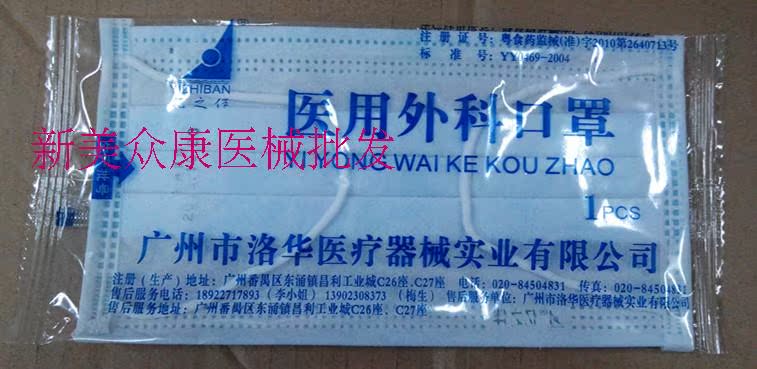 注册证号：粤食药监械(准)字2010第2640713号
标准号：YY0469-2004
ZHIBAN
之伴
医用外科口罩
新美众康医械批发
YI YONG WAI KE KOU ZHAO
1PCS
广州市洛华医疗器械实业有限公司
注册（生产）地址：广州番禺区东涌镇昌利工业城C26座、C27座 电话：020-84504831 传真：020-84504811
售后服务电话：18922717893（李小姐）13902308373（梅生）售后服务单位：广州市洛华医疗器械实业有限公司
售后服务地址：广州番禺区东涌镇昌利工业城C26座、C27座